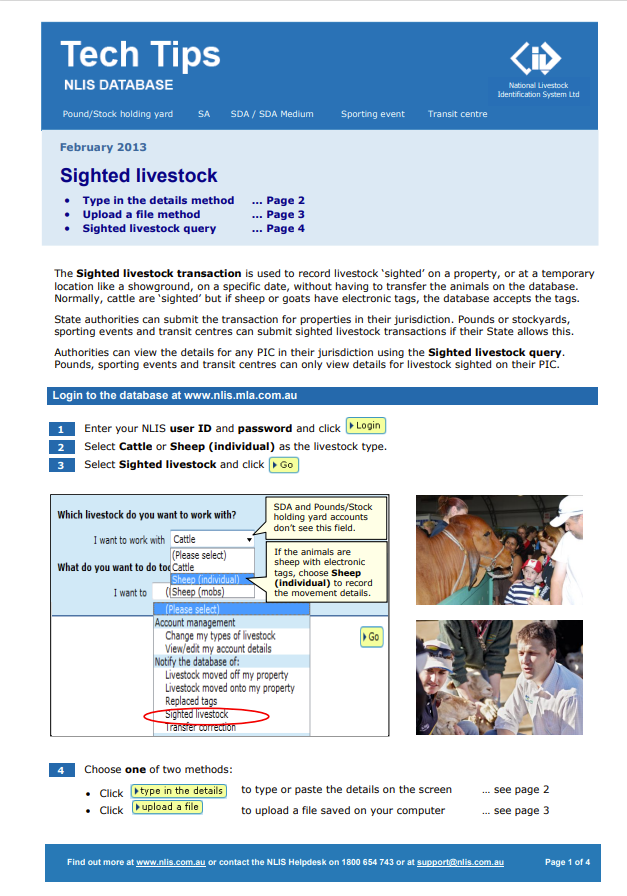 Tech Tips
NLIS DATABASE
National Livestock
Identification System Ltd
Pound/Stock holding yard SA SDA / SDA Medium Sporting event Transit centre
February 2013
Sighted livestock
• Type in the details method ... Page 2
• Upload a file method ... Page 3
• Sighted livestock query ... Page 4
The Sighted livestock transaction is used to record livestock ‘sighted’ on a property, or at a temporary
location like a showground, on a specific date, without having to transfer the animals on the database.
Normally, cattle are ‘sighted’ but if sheep or goats have electronic tags, the database accepts the tags.
State authorities can submit the transaction for properties in their jurisdiction. Pounds or stockyards,
sporting events and transit centres can submit sighted livestock transactions if their State allows this.
Authorities can view the details for any PIC in their jurisdiction using the Sighted livestock query.
Pounds, sporting events and transit centres can only view details for livestock sighted on their PIC.
Login to the database at www.nlis.mla.com.au
1 Enter your NLIS user ID and password and click Login
2 Select Cattle or Sheep (individual) as the livestock type.
3 Select Sighted livestock and click Go
Which livestock do you want to work with?
I want to work with Cattle
(Please select)
Cattle
Sheep (individual)
Sheep (mobs)
SDA and Pounds/Stock
holding yard accounts
don't see this field.
If the animals are
sheep with electronic
tags, choose Sheep
(individual) to record
the movement details.
What do you want to do too
I want to
(Please select)
Account management
Change my types of livestock
View/edit my account details
Notify the database of:
Livestock moved off my property
Livestock moved onto my property
Replaced tags
Sighted livestock
Transfer correction
Go
4 Choose one of two methods:
• Click type in the details to type or paste the details on the screen ... see page 2
• Click upload a file to upload a file saved on your computer ... see page 3
Find out more at www.nlis.com.au or contact the NLIS Helpdesk on 1800 654 743 or at support@nlis.com.au Page 1 of 4